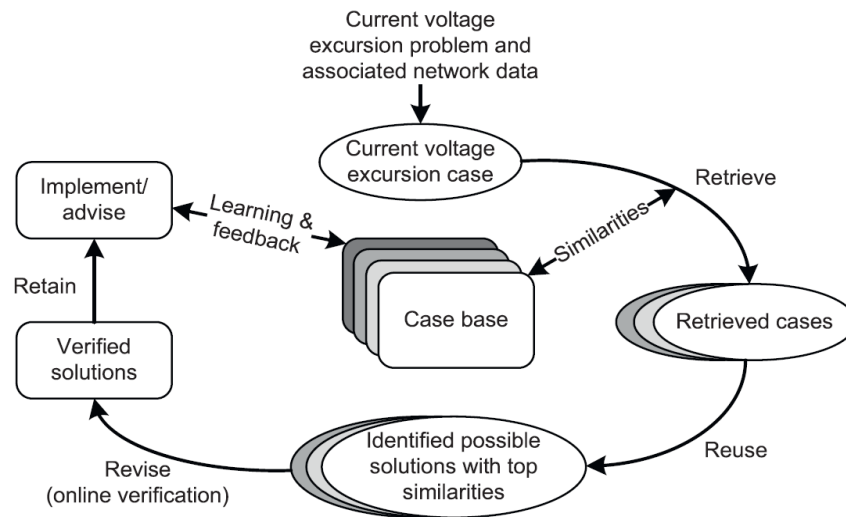 Current voltage
excursion problem and
associated network data
Current voltage
excursion case
Retrieve
Implement/
advise
Learning &
feedback
Similarities
Retain
Case base
Retrieved cases
Verified
solutions
Identified possible
solutions with top
similarities
Reuse
Revise
(online verification)